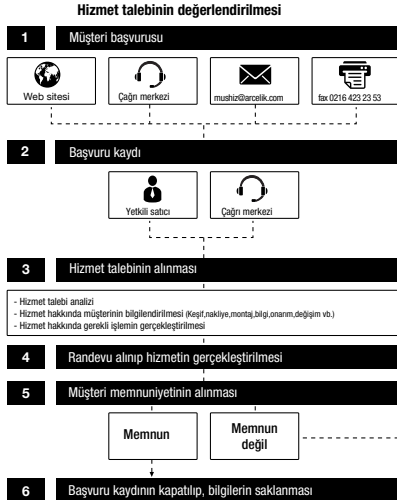 Hizmet talebinin değerlendirilmesi
1 Müşteri başvurusu
Web sitesi
Çağrı merkezi
mushiz@arcelik.com
fax 0216 423 23 53
2 Başvuru kaydı
Yetkili satıcı
Çağrı merkezi
3 Hizmet talebinin alınması
- Hizmet talebi analizi
- Hizmet hakkında müşterinin bilgilendirilmesi (Keşif,nakliye,montaj,bilgi,onarım,değişim vb.)
- Hizmet hakkında gerekli işlemin gerçekleştirilmesi
4 Randevu alınıp hizmetin gerçekleştirilmesi
5 Müşteri memnuniyetinin alınması
Memnun
Memnun
değil
6 Başvuru kaydının kapatılıp, bilgilerin saklanması